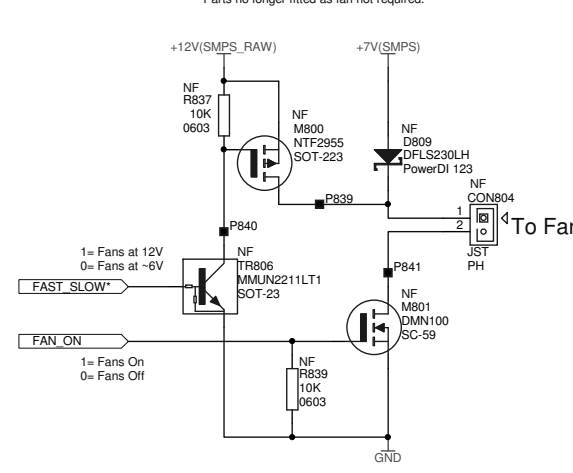 Parts no longer fitted as fan not required.
+12V(SMPS_RAW)
+7V(SMPS)
NF
R837
10K
0603
NF
M800
NTF2955
SOT-223
NF
D809
DFLS230LH
PowerDI 123
P839
NF
CON804
1
2
To Fan
JST
PH
P840
1= Fans at 12V
0= Fans at ~6V
FAST_SLOW*
NF
TR806
MMUN2211LT1
SOT-23
P841
NF
M801
DMN100
SC-59
FAN_ON
1= Fans On
0= Fans Off
NF
R839
10K
0603
GND